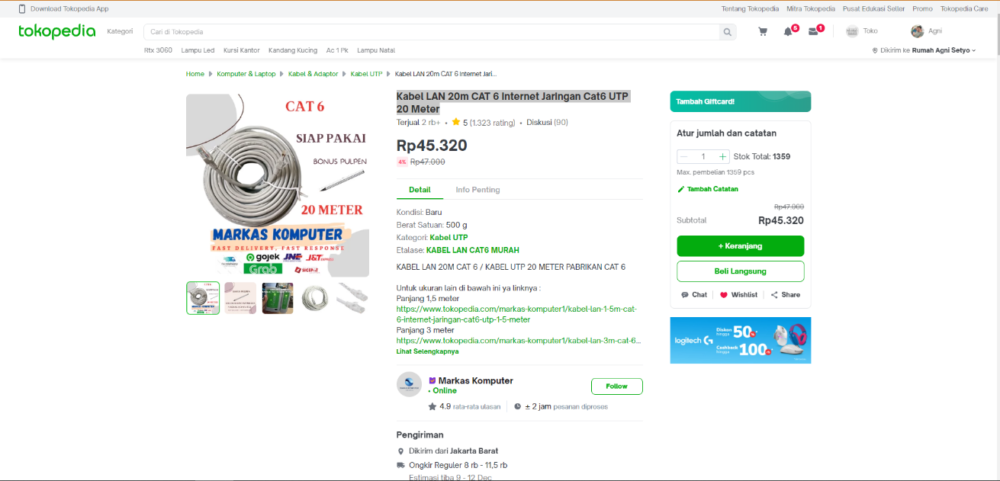 Download Tokopedia App
Tentang Tokopedia Mitra Tokopedia Pusat Edukasi Seller Promo Tokopedia Care
tokopedia Kategori Cari di Tokopedia 5 1 Toko Agni
Rtx 3060 Lampu Led Kursi Kantor Kandang Kucing Ac 1 Pk Lampu Natal
Dikirim ke Rumah Agni Setyo
Home Komputer & Laptop Kabel & Adaptor Kabel UTP Kabel LAN 20m CAT 6 Internet Jari...
CAT 6
SIAP PAKAI
BONUS PULPEN
20 METER
MARKAS KOMPUTER
FAST DELIVERY, FAST RESPONSE
gojek JNE J&T EXPRESS
Grab SICEPAT
Kabel LAN 20m CAT 6 Internet Jaringan Cat6 UTP
20 Meter
Terjual 2 rb+ • 5 (1.323 rating) • Diskusi (90)
Rp45.320
4% Rp47.000
Detail Info Penting
Kondisi: Baru
Berat Satuan: 500 g
Kategori: Kabel UTP
Etalase: KABEL LAN CAT6 MURAH
KABEL LAN 20M CAT 6 / KABEL UTP 20 METER PABRIKAN CAT 6
Untuk ukuran lain di bawah ini ya linknya :
Panjang 1,5 meter
https://www.tokopedia.com/markas-komputer1/kabel-lan-1-5m-cat-
6-internet-jaringan-cat6-utp-1-5-meter
Panjang 3 meter
https://www.tokopedia.com/markas-komputer1/kabel-lan-3m-cat-6...
Lihat Selengkapnya
Markas Komputer
• Online
Follow
4.9 rata-rata ulasan ± 2 jam pesanan diproses
Pengiriman
Dikirim dari Jakarta Barat
Ongkir Reguler 8 rb - 11,5 rb
Estimasi tiba 9 - 12 Dec
Tambah Giftcard!
Atur jumlah dan catatan
1 Stok Total: 1359
Max. pembelian 1359 pcs
Tambah Catatan
Rp47.000
Subtotal Rp45.320
+ Keranjang
Beli Langsung
Chat Wishlist Share
logitech G
Diskon hingga 50%
Cashback hingga 100